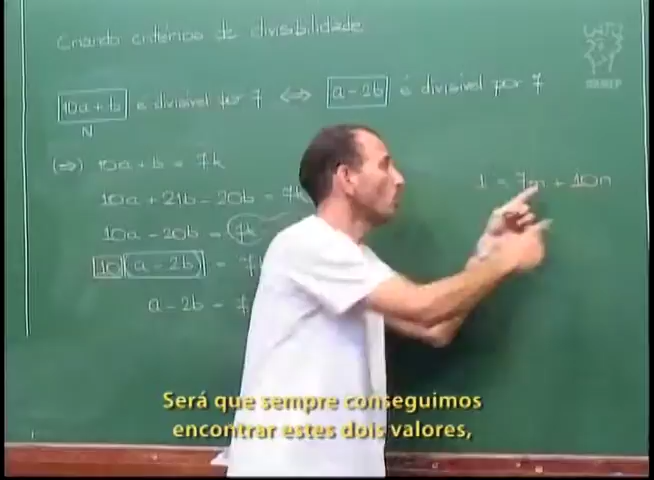 Criando critérios de divisibilidade
10a + b é divisível por 7 ⟺ a - 2b é divisível por 7
N
(⇒) 10a + b = 7k
1 = 7m + 10n
10a + 21b - 20b = 7k
10a - 20b = 7k
10 (a - 2b) = 7
a - 2b = 7
Será que sempre conseguimos
encontrar estes dois valores,